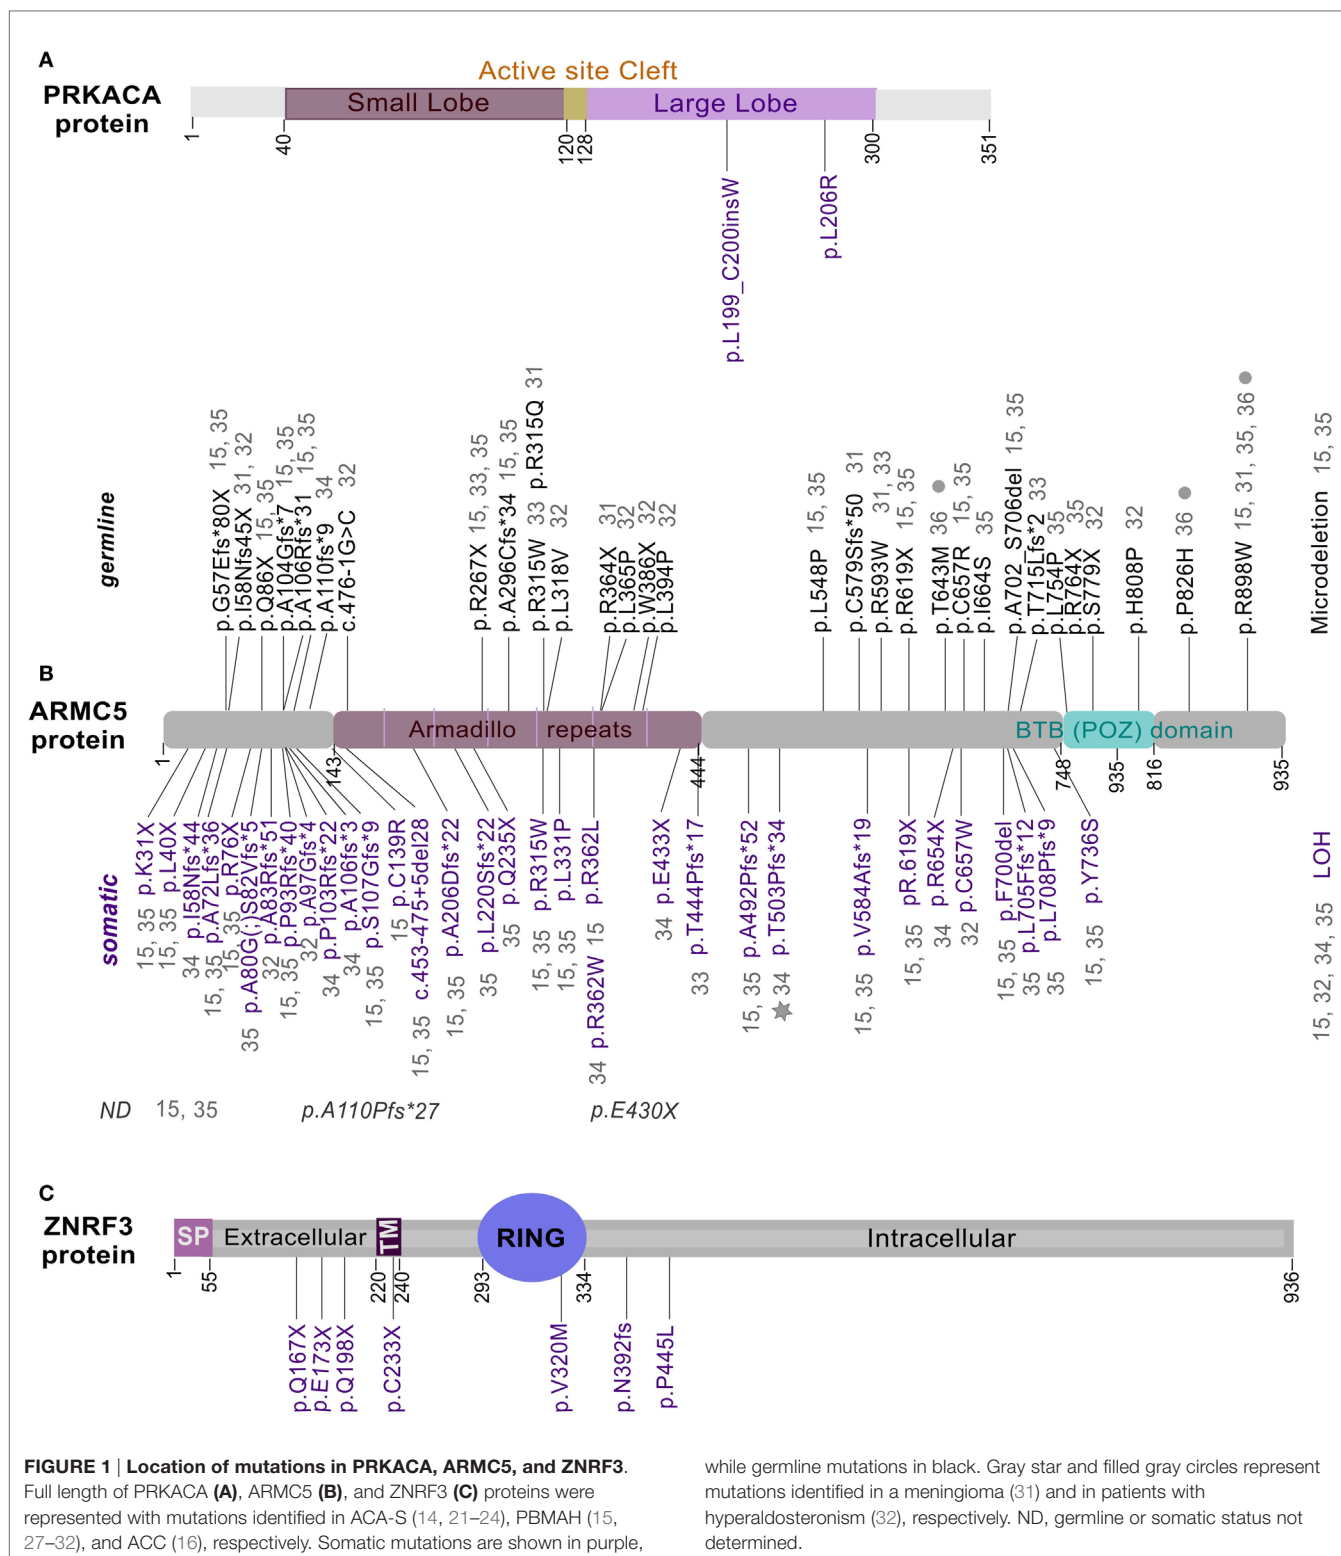 A
Active site Cleft
PRKACA
protein
Small Lobe
Large Lobe
1
40
120
128
300
351
p.L199_C200insW
p.L206R
germline
p.G57Efs*80X 15, 35
p.I58Nfs45X 31, 32
p.Q86X 15, 35
p.A104Gfs*7 15, 35
p.A106Rfs*31 15, 35
p.A110fs*9 34
c.476-1G>C 32
p.R267X 15, 33, 35
p.A296Cfs*34 15, 35
p.R315W 33
p.R315Q 31
p.L318V 32
p.R364X 31
p.L365P 32
p.W386X 32
p.L394P 32
p.L548P 15, 35
p.C579Sfs*50 31
p.R593W 31, 33
p.R619X 15, 35
p.T643M 36
p.C657R 15, 35
p.I664S 35
p.A702_S706del 15, 35
p.T715Lfs*2 33
p.L754P 35
p.R764X 35
p.S779X 32
p.H808P 32
p.P826H 36
p.R898W 15, 31, 35, 36
Microdeletion 15, 35
B
ARMC5
protein
Armadillo repeats
BTB (POZ) domain
1
143
444
748
935
816
935
somatic
15, 35 p.K31X
15, 35 p.L40X
34 p.I58Nfs*44
15, 35 p.A72Lfs*36
15, 35 p.R76X
35 p.A80G(;)S82Vfs*5
32 p.A83Rfs*51
15, 35 p.P93Rfs*40
32 p.A97Gfs*4
34 p.P103Rfs*22
34 p.A106fs*3
15, 35 p.S107Gfs*9
15 p.C139R
15, 35 c.453-475+5del28
15, 35 p.A206Dfs*22
35 p.L220Sfs*22
35 p.Q235X
15, 35 p.R315W
15, 35 p.L331P
34 p.R362W 15 p.R362L
34 p.E433X
33 p.T444Pfs*17
15, 35 p.A492Pfs*52
34 p.T503Pfs*34
15, 35 p.V584Afs*19
15, 35 pR.619X
34 p.R654X
32 p.C657W
15, 35 p.F700del
35 p.L705Ffs*12
35 p.L708Pfs*9
15, 35 p.Y736S
15, 32, 34, 35 LOH
ND 15, 35 p.A110Pfs*27 p.E430X
C
ZNRF3
protein
SP
Extracellular
TM
RING
Intracellular
1
55
220
240
293
334
936
p.Q167X
p.E173X
p.Q198X
p.C233X
p.V320M
p.N392fs
p.P445L
FIGURE 1 | Location of mutations in PRKACA, ARMC5, and ZNRF3.
Full length of PRKACA (A), ARMC5 (B), and ZNRF3 (C) proteins were
represented with mutations identified in ACA-S (14, 21–24), PBMAH (15,
27–32), and ACC (16), respectively. Somatic mutations are shown in purple,
while germline mutations in black. Gray star and filled gray circles represent
mutations identified in a meningioma (31) and in patients with
hyperaldosteronism (32), respectively. ND, germline or somatic status not
determined.